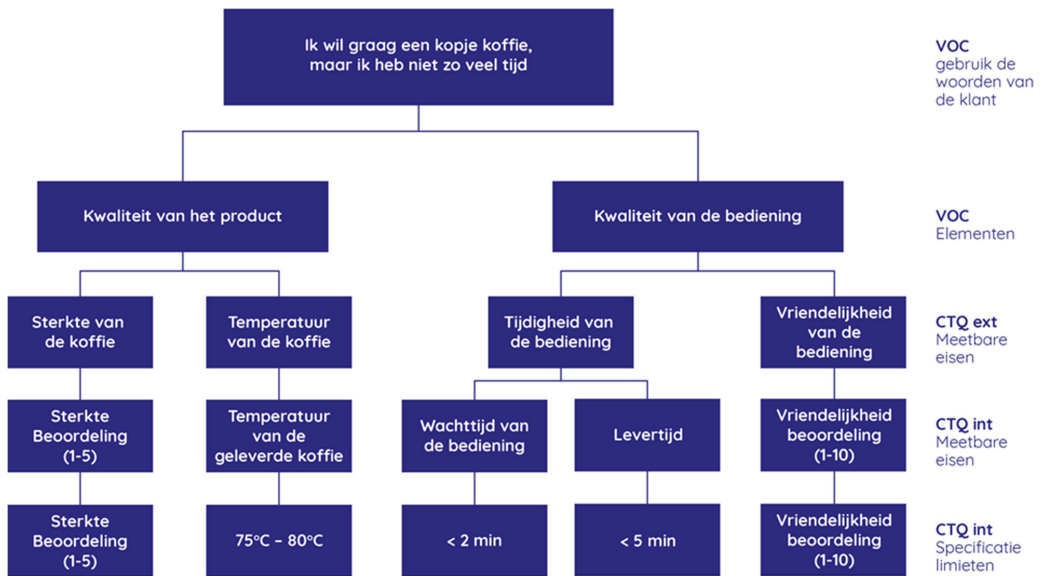 Ik wil graag een kopje koffie,
maar ik heb niet zo veel tijd
VOC
gebruik de
woorden van
de klant
Kwaliteit van het product
Kwaliteit van de bediening
VOC
Elementen
Sterkte van
de koffie
Temperatuur
van de koffie
Tijdigheid van
de bediening
Vriendelijkheid
van de
bediening
CTQ ext
Meetbare
eisen
Sterkte
Beoordeling
(1-5)
Temperatuur
van de
geleverde koffie
Wachttijd van
de bediening
Levertijd
Vriendelijkheid
beoordeling
(1-10)
CTQ int
Meetbare
eisen
Sterkte
Beoordeling
(1-5)
75°C – 80°C
< 2 min
< 5 min
Vriendelijkheid
beoordeling
(1-10)
CTQ int
Specificatie
limieten